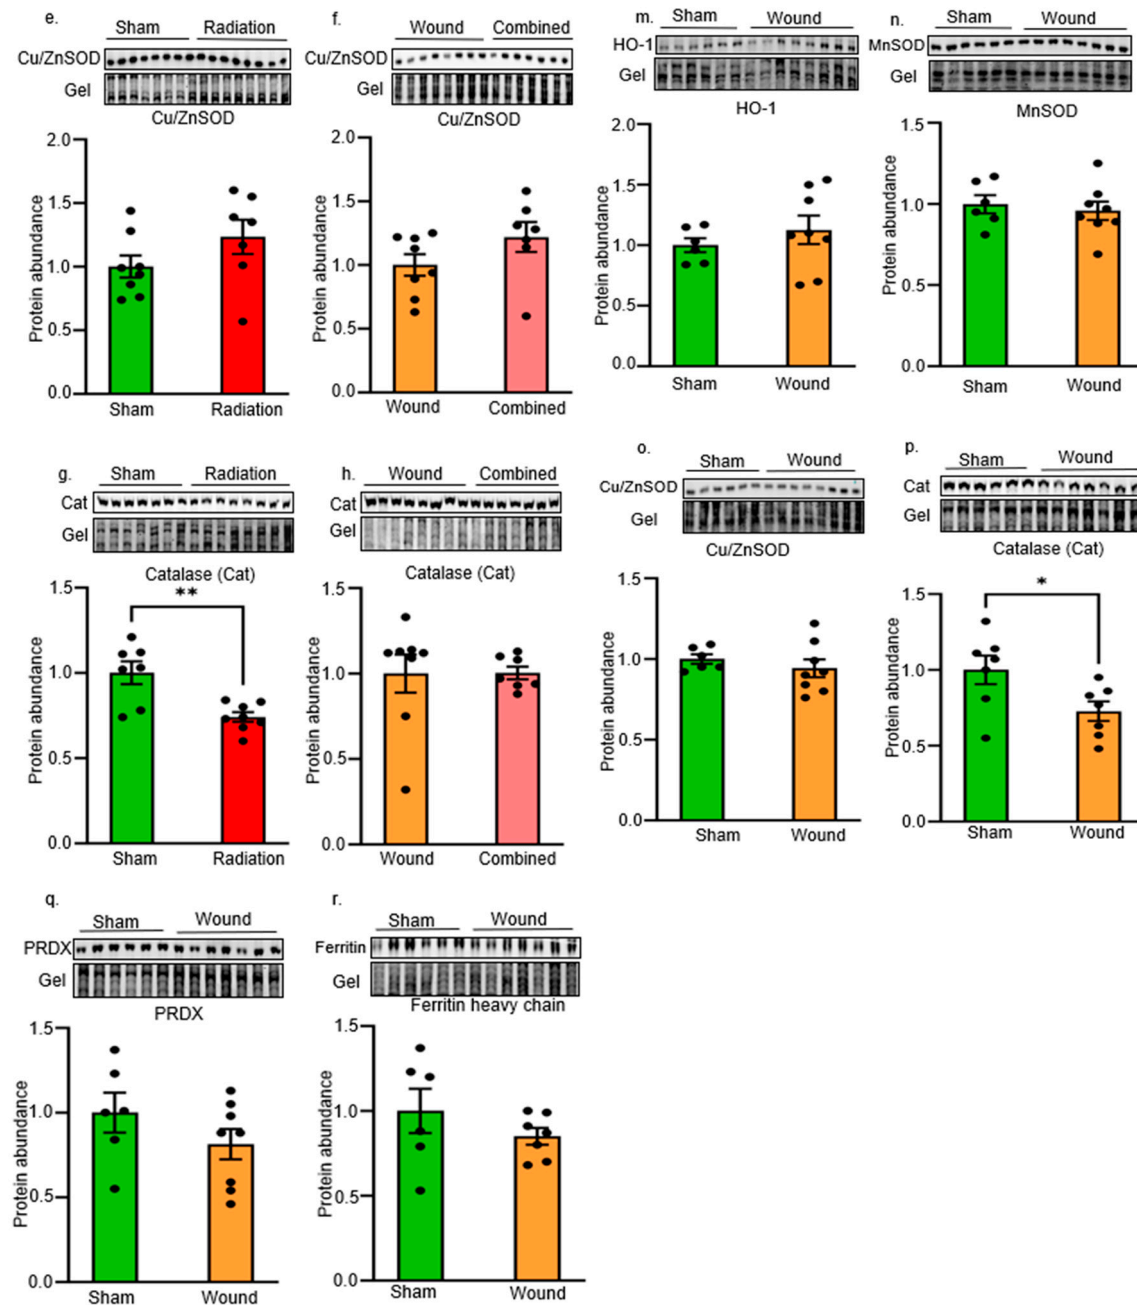 e.
Sham Radiation
Cu/ZnSOD
Gel
Cu/ZnSOD
Protein abundance
2.0
1.5
1.0
0.5
0.0
Sham Radiation
f.
Wound Combined
Cu/ZnSOD
Gel
Cu/ZnSOD
Protein abundance
2.0
1.5
1.0
0.5
0.0
Wound Combined
m.
Sham Wound
HO-1
Gel
HO-1
Protein abundance
2.0
1.5
1.0
0.5
0.0
Sham Wound
n.
Sham Wound
MnSOD
Gel
MnSOD
Protein abundance
1.5
1.0
0.5
0.0
Sham Wound
g.
Sham Radiation
Cat
Gel
Catalase (Cat)
**
Protein abundance
1.5
1.0
0.5
0.0
Sham Radiation
h.
Wound Combined
Cat
Gel
Catalase (Cat)
Protein abundance
1.5
1.0
0.5
0.0
Wound Combined
o.
Sham Wound
Cu/ZnSOD
Gel
Cu/ZnSOD
Protein abundance
1.5
1.0
0.5
0.0
Sham Wound
p.
Sham Wound
Cat
Gel
Catalase (Cat)
*
Protein abundance
1.5
1.0
0.5
0.0
Sham Wound
q.
Sham Wound
PRDX
Gel
PRDX
Protein abundance
1.5
1.0
0.5
0.0
Sham Wound
r.
Sham Wound
Ferritin
Gel
Ferritin heavy chain
Protein abundance
1.5
1.0
0.5
0.0
Sham Wound